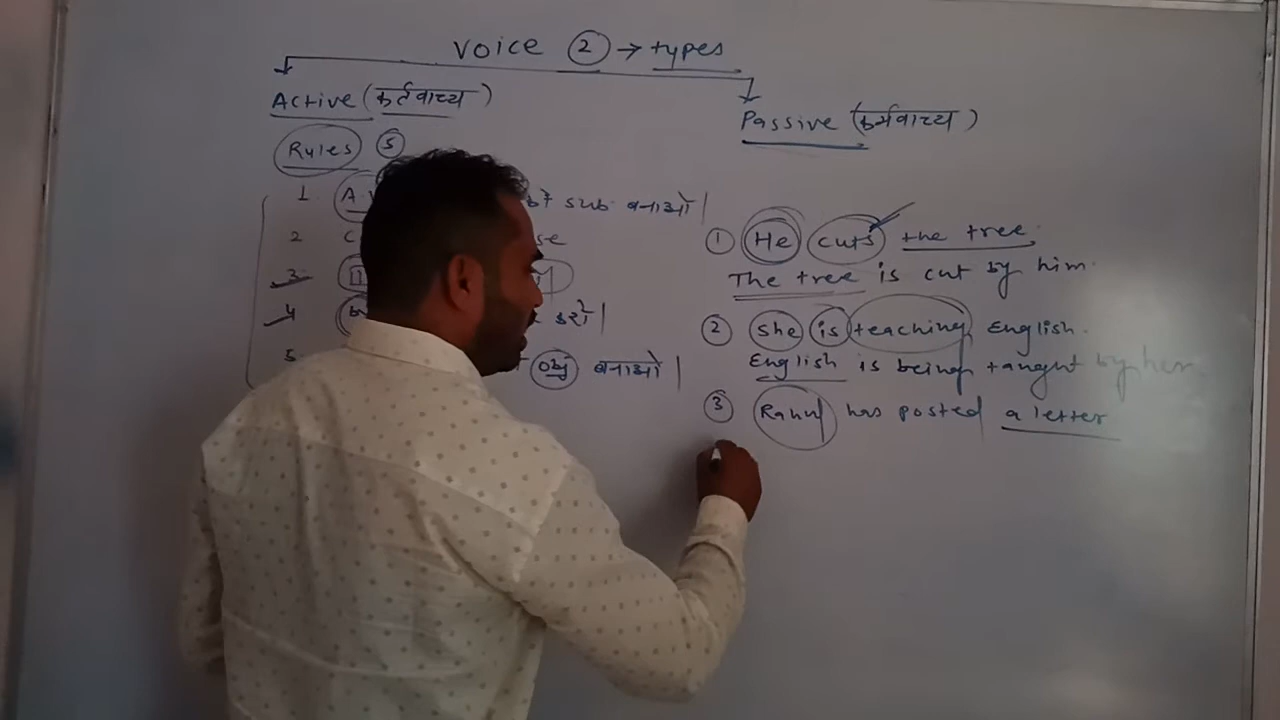 Voice ② → types
Active (कर्तवाच्य)
Passive (कर्मवाच्य)
Rules ⑤
1. A. sub बनाओ|
2
3.
4 करो|
5. obj बनाओ|
① He cuts the tree.
The tree is cut by him.
② She is teaching English.
English is being taught by her.
③ Rahul has posted a letter